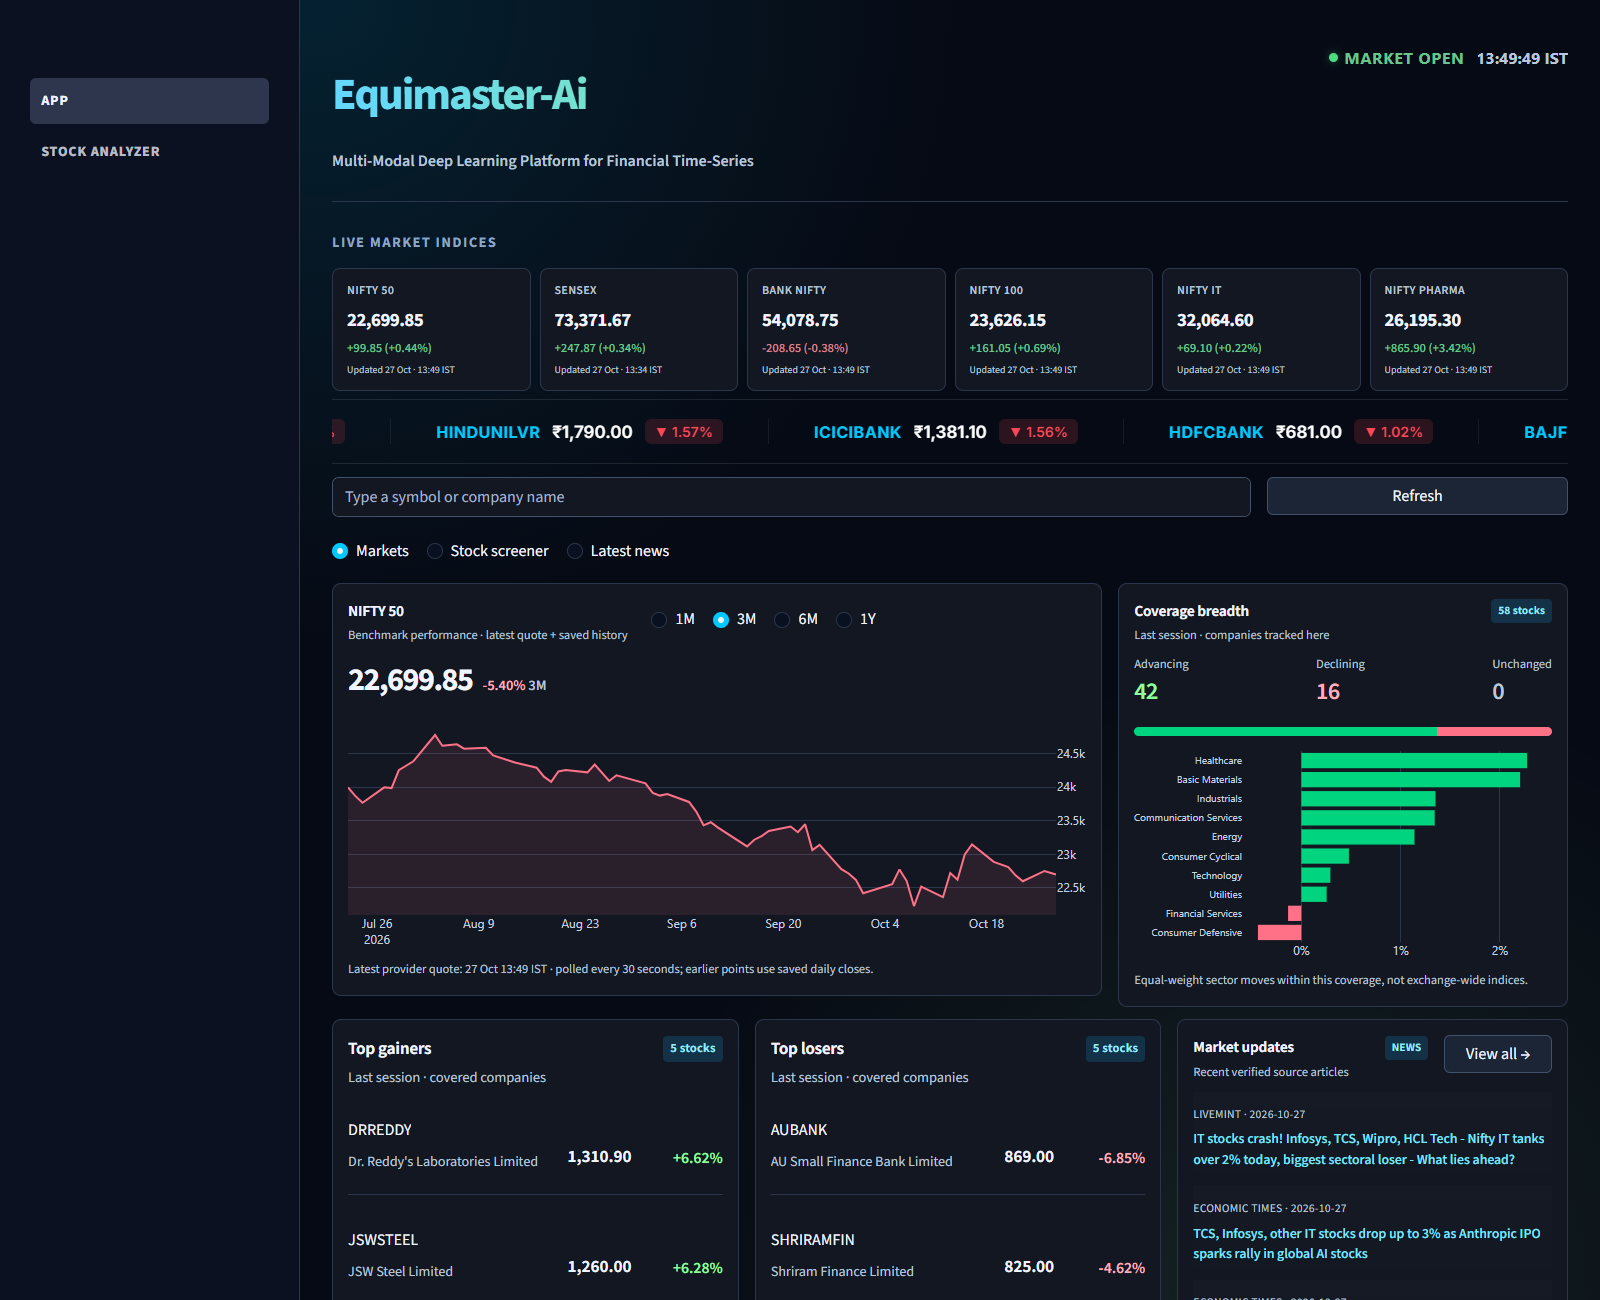 APP
STOCK ANALYZER
MARKET OPEN 13:49:49 IST
Equimaster-Ai
Multi-Modal Deep Learning Platform for Financial Time-Series
LIVE MARKET INDICES
NIFTY 50
22,699.85
+99.85 (+0.44%)
Updated 27 Oct · 13:49 IST
SENSEX
73,371.67
+247.87 (+0.34%)
Updated 27 Oct · 13:34 IST
BANK NIFTY
54,078.75
-208.65 (-0.38%)
Updated 27 Oct · 13:49 IST
NIFTY 100
23,626.15
+161.05 (+0.69%)
Updated 27 Oct · 13:49 IST
NIFTY IT
32,064.60
+69.10 (+0.22%)
Updated 27 Oct · 13:49 IST
NIFTY PHARMA
26,195.30
+865.90 (+3.42%)
Updated 27 Oct · 13:49 IST
HINDUNILVR ₹1,790.00 ▼ 1.57% ICICIBANK ₹1,381.10 ▼ 1.56% HDFCBANK ₹681.00 ▼ 1.02% BAJF
Type a symbol or company name
Refresh
Markets Stock screener Latest news
NIFTY 50
Benchmark performance · latest quote + saved history
1M 3M 6M 1Y
22,699.85 -5.40% 3M
24.5k
24k
23.5k
23k
22.5k
Jul 26 Aug 9 Aug 23 Sep 6 Sep 20 Oct 4 Oct 18
2026
Latest provider quote: 27 Oct 13:49 IST · polled every 30 seconds; earlier points use saved daily closes.
Coverage breadth
58 stocks
Last session · companies tracked here
Advancing Declining Unchanged
42 16 0
Healthcare
Basic Materials
Industrials
Communication Services
Energy
Consumer Cyclical
Technology
Utilities
Financial Services
Consumer Defensive
0% 1% 2%
Equal-weight sector moves within this coverage, not exchange-wide indices.
Top gainers
5 stocks
Last session · covered companies
DRREDDY
Dr. Reddy's Laboratories Limited 1,310.90 +6.62%
JSWSTEEL
JSW Steel Limited 1,260.00 +6.28%
Top losers
5 stocks
Last session · covered companies
AUBANK
AU Small Finance Bank Limited 869.00 -6.85%
SHRIRAMFIN
Shriram Finance Limited 825.00 -4.62%
Market updates
NEWS
View all →
Recent verified source articles
LIVEMINT · 2026-10-27
IT stocks crash! Infosys, TCS, Wipro, HCL Tech - Nifty IT tanks
over 2% today, biggest sectoral loser - What lies ahead?
ECONOMIC TIMES · 2026-10-27
TCS, Infosys, other IT stocks drop up to 3% as Anthropic IPO
sparks rally in global AI stocks
ECONOMIC TIMES · 2026-10-27